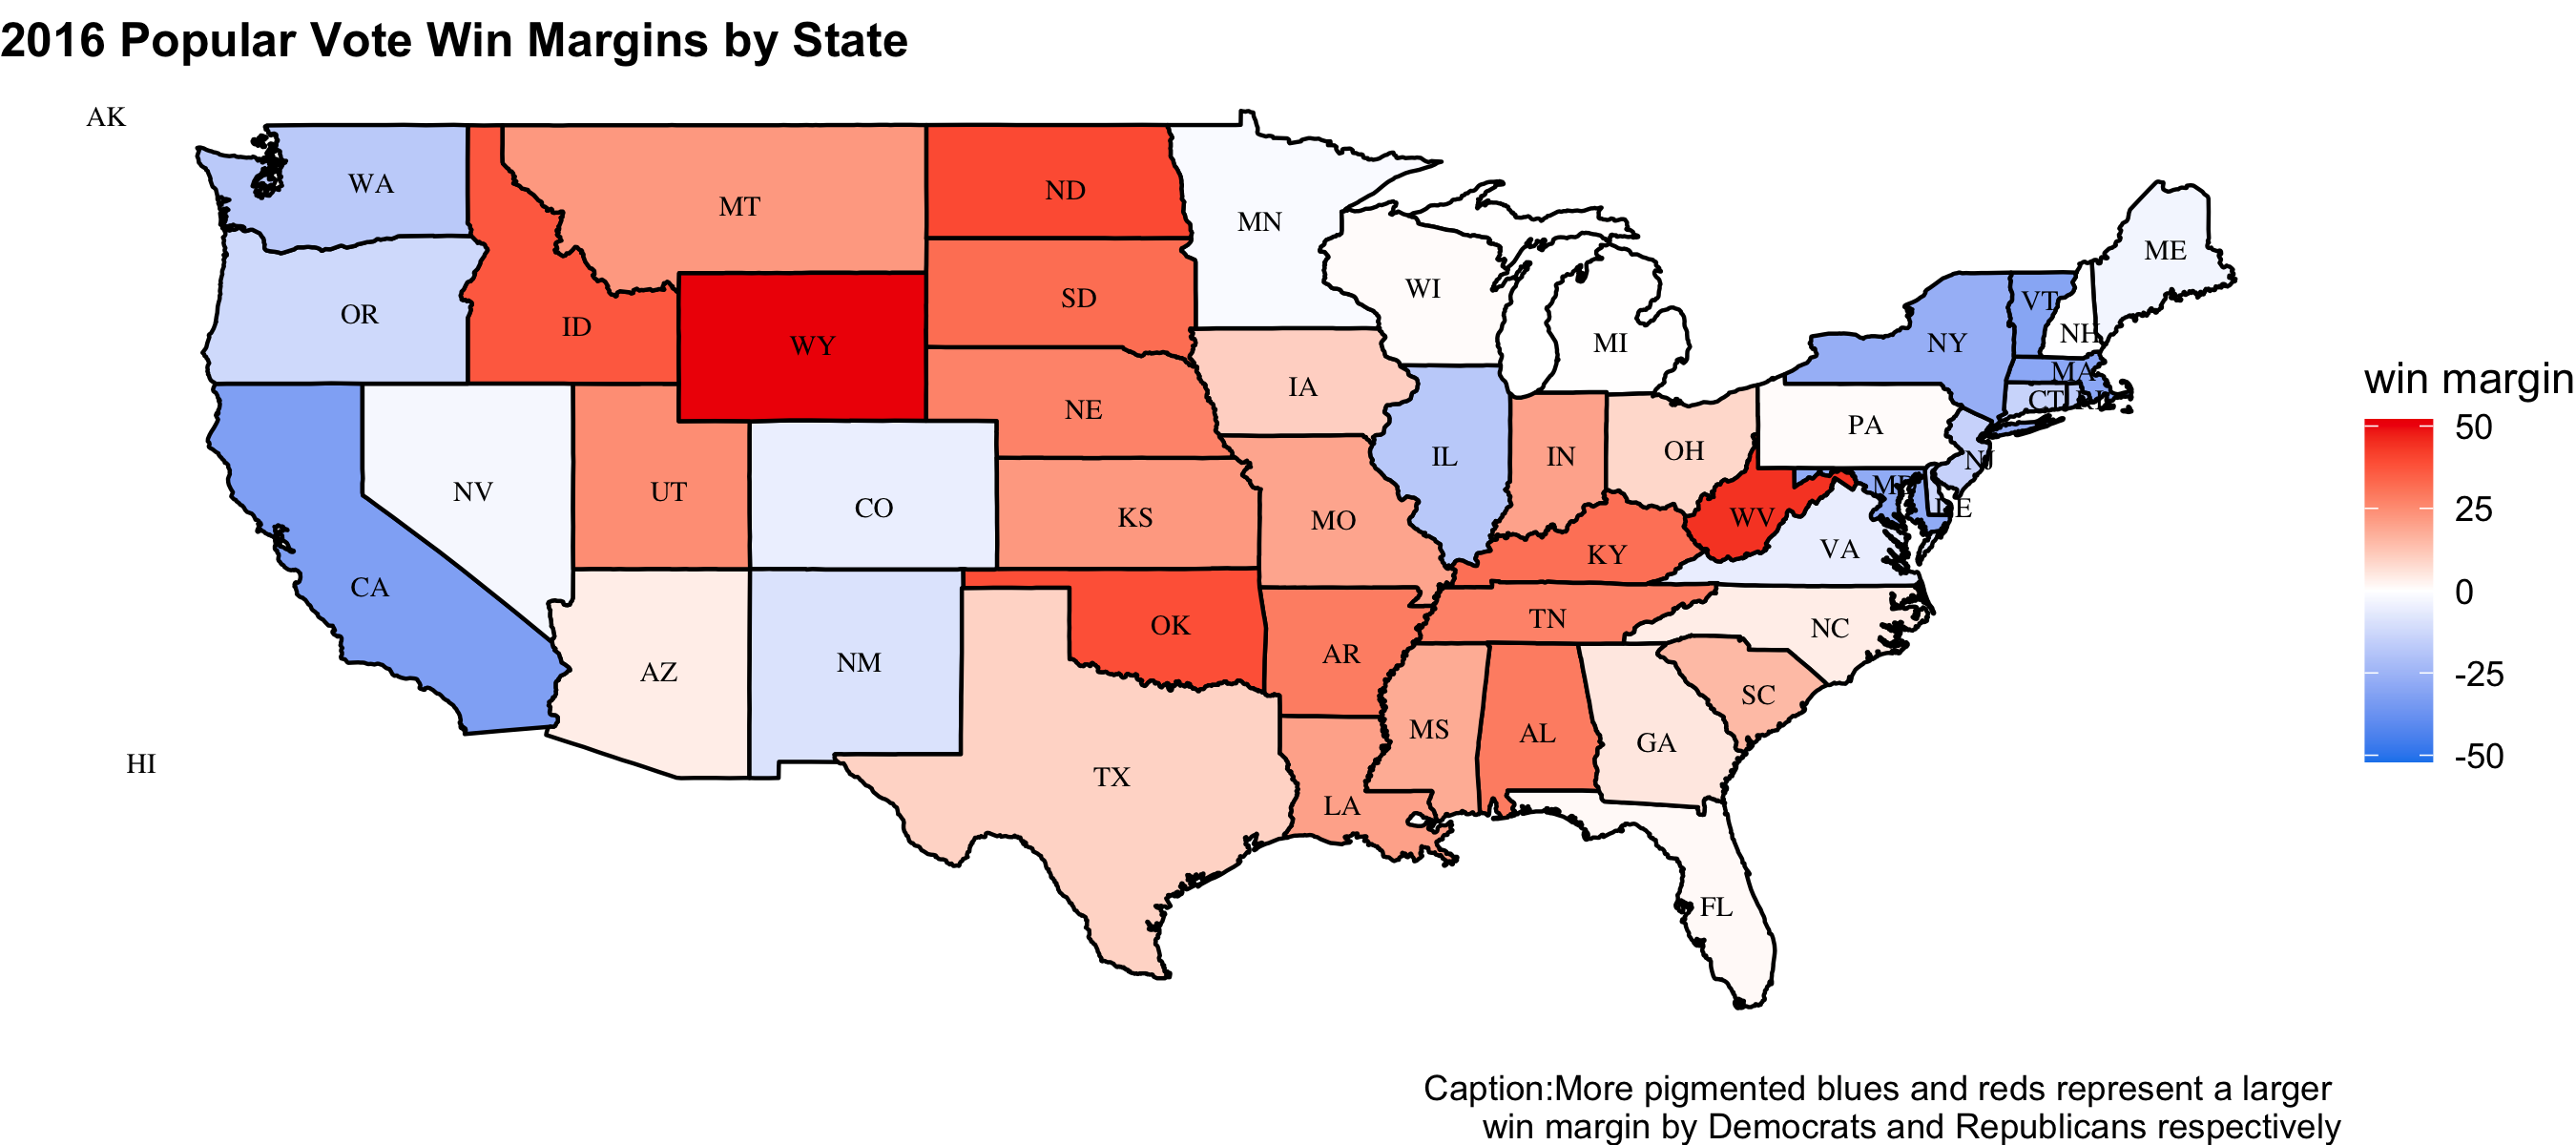 2016 Popular Vote Win Margins by State
AK
WA
MT
ND
MN
ME
OR
ID
WY
SD
WI
MI
NY
VT
NH
MA
CT
RI
NV
UT
CO
NE
IA
IL
IN
OH
PA
NJ
MD
DE
KS
MO
KY
WV
VA
CA
AZ
NM
OK
AR
TN
NC
SC
HI
TX
LA
MS
AL
GA
FL
win margin
50
25
0
-25
-50
Caption:More pigmented blues and reds represent a larger
win margin by Democrats and Republicans respectively